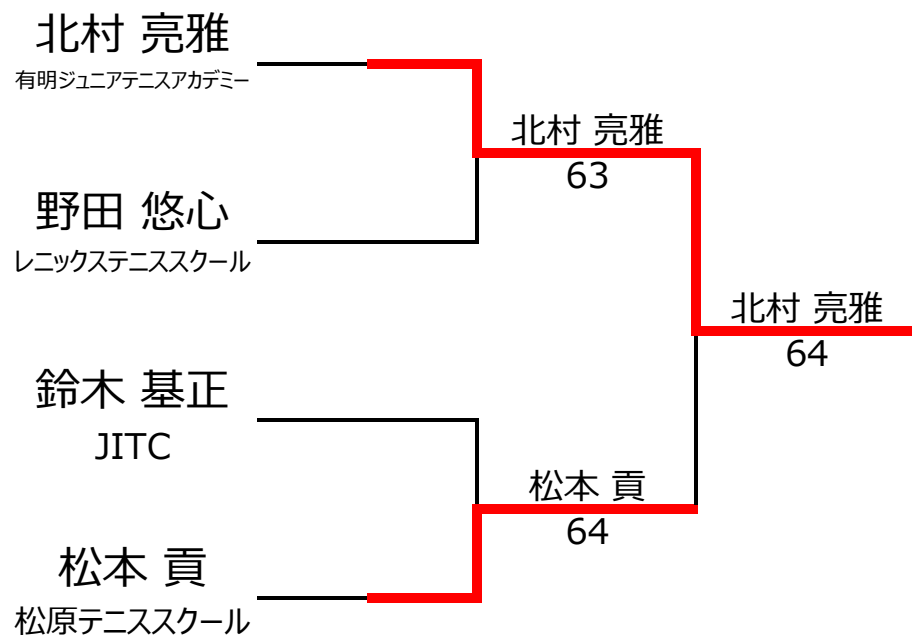 北村 亮雅
有明ジュニアテニスアカデミー
野田 悠心
レニックステニススクール
鈴木 基正
JITC
松本 貢
松原テニススクール
北村 亮雅
63
松本 貢
64
北村 亮雅
64